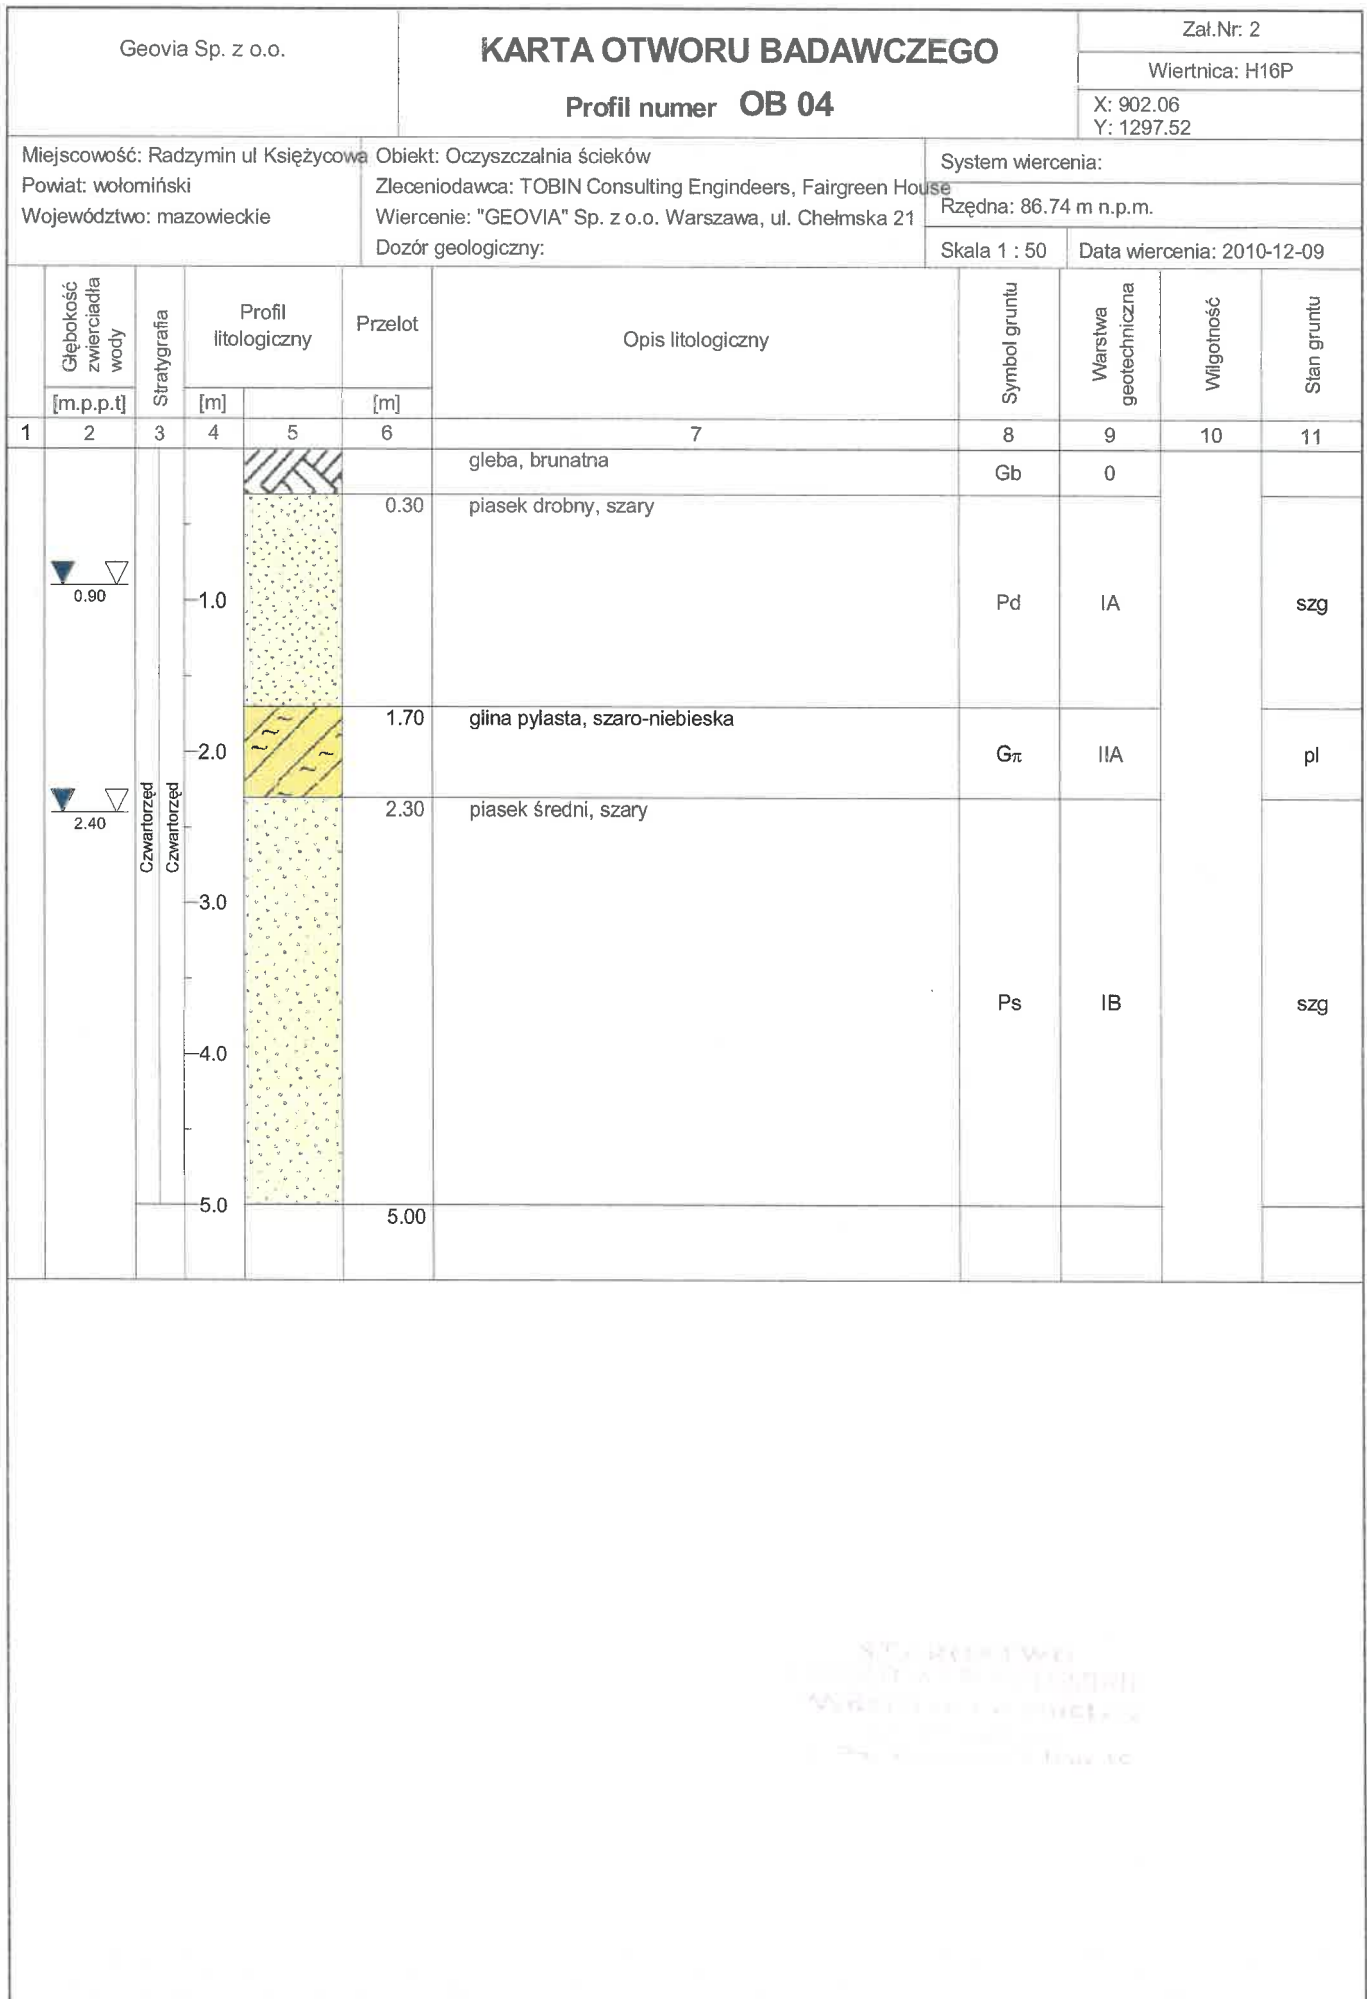 Geovia Sp. z o.o.
KARTA OTWORU BADAWCZEGO
Profil numer OB 04
Zał.Nr: 2
Wiertnica: H16P
X: 902.06
Y: 1297.52
Miejscowość: Radzymin ul Księżycowa
Powiat: wołomiński
Województwo: mazowieckie
Obiekt: Oczyszczalnia ścieków
Zleceniodawca: TOBIN Consulting Engindeers, Fairgreen House
Wiercenie: "GEOVIA" Sp. z o.o. Warszawa, ul. Chełmska 21
Dozór geologiczny:
System wiercenia:
Rzędna: 86.74 m n.p.m.
Skala 1 : 50
Data wiercenia: 2010-12-09
Głębokość
zwierciadła
wody
[m.p.p.t]
Stratygrafia
Profil
litologiczny
[m]
Przelot
[m]
Opis litologiczny
Symbol gruntu
Warstwa
geotechniczna
Wilgotność
Stan gruntu
1 2 3 4 5 6 7 8 9 10 11
gleba, brunatna
Gb 0
0.30 piasek drobny, szary
0.90
1.0
Pd IA szg
1.70 glina pylasta, szaro-niebieska
2.0
Gπ IIA pl
2.30 piasek średni, szary
2.40
Czwartorzęd
Czwartorzęd
3.0
Ps IB szg
4.0
5.0
5.00